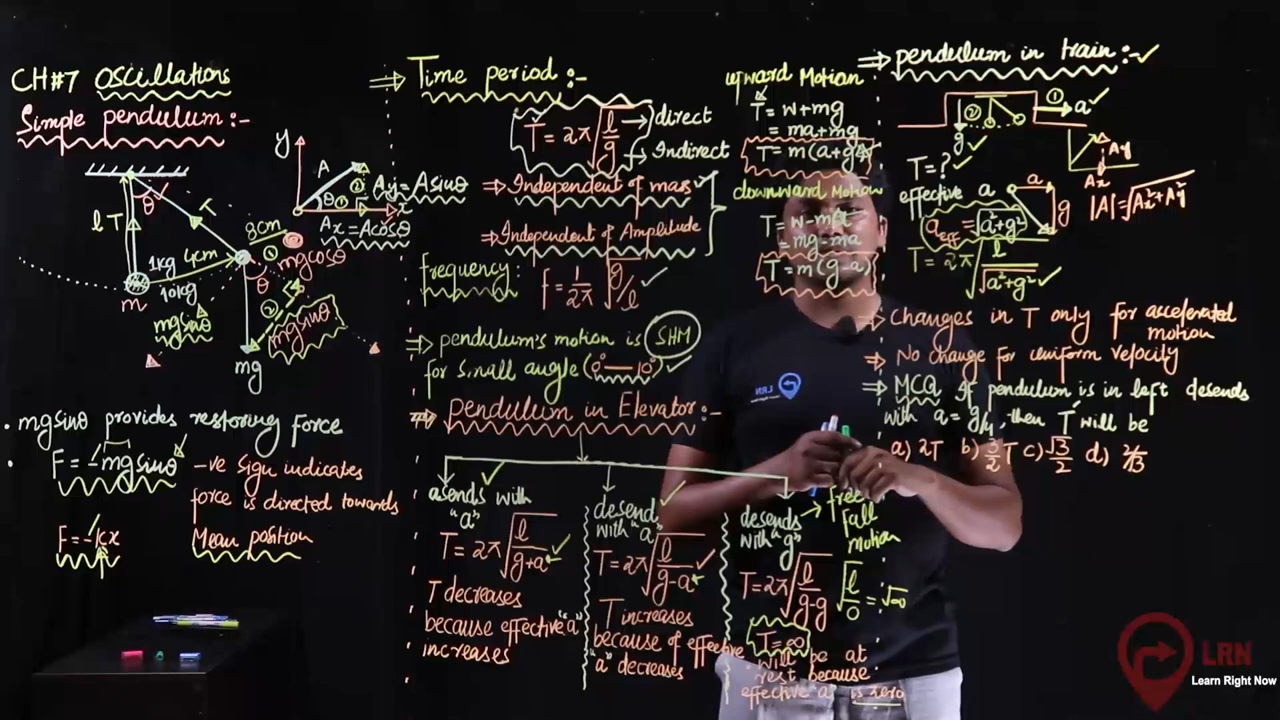 CH#7 Oscillations
Simple pendulum:-
θ
l
T
T
m
1kg
4cm
10kg
8cm
①
mgcosθ
θ
②
mgsinθ
mgsinθ
mg
y
A
θ
①
②
Ay=Asinθ
x
Ax=Acosθ
. mgsinθ provides restoring force
. F=-mgsinθ
-ve Sign indicates
force is directed towards
Mean position
F=-kx
⇒ Time period:-
T=2π√l/g
→ direct
→ Indirect
⇒ Independent of mass
⇒ Independent of Amplitude
frequency: f=1/2π √g/l ✓
⇒ pendulum's motion is SHM
for small angle (0°—10°) ✓
⇒ pendulum in Elevator:-
asends with
"a"
T=2π√l/g+a ✓
T decreases
because effective "a"
increases
desend
with "a"
T=2π√l/g-a ✓
T increases
because of effective
"a" decreases
desends
with "g"
→ free
fall
motion
T=2π√l/g-g √l/0=√∞
T=∞
will be at
rest because
effective "a" is zero
upward Motion
T=w+mg
=ma+mg
T=m(a+g)
downward Motion
T=w-ma
=mg-ma
T=m(g-a)
⇒ pendulum in train:- ✓
① a ✓
②
g
T=? ✓
Ay
Ax
|A|=√Ax²+Ay²
effective a
a
g
aeff=√a²+g²
T=2π√l/√a²+g² ✓
⇒ Changes in T only for accelerated
motion
⇒ No change for uniform velocity
⇒ MCQ If pendulum is in left desends
with a=g/4, then T will be
a) 2T b) 3/2 T c) √3/2 d) 2/√3
LRN
LRN
Learn Right Now